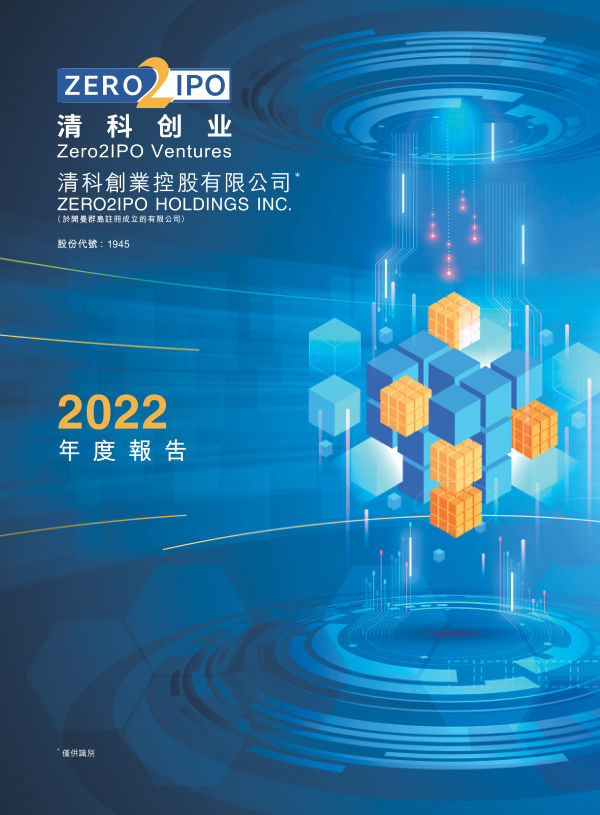 ZERO2IPO
清科创业
Zero2IPO Ventures
清科創業控股有限公司*
ZERO2IPO HOLDINGS INC.
（於開曼群島註冊成立的有限公司）
股份代號：1945
2022
年度報告
* 僅供識別